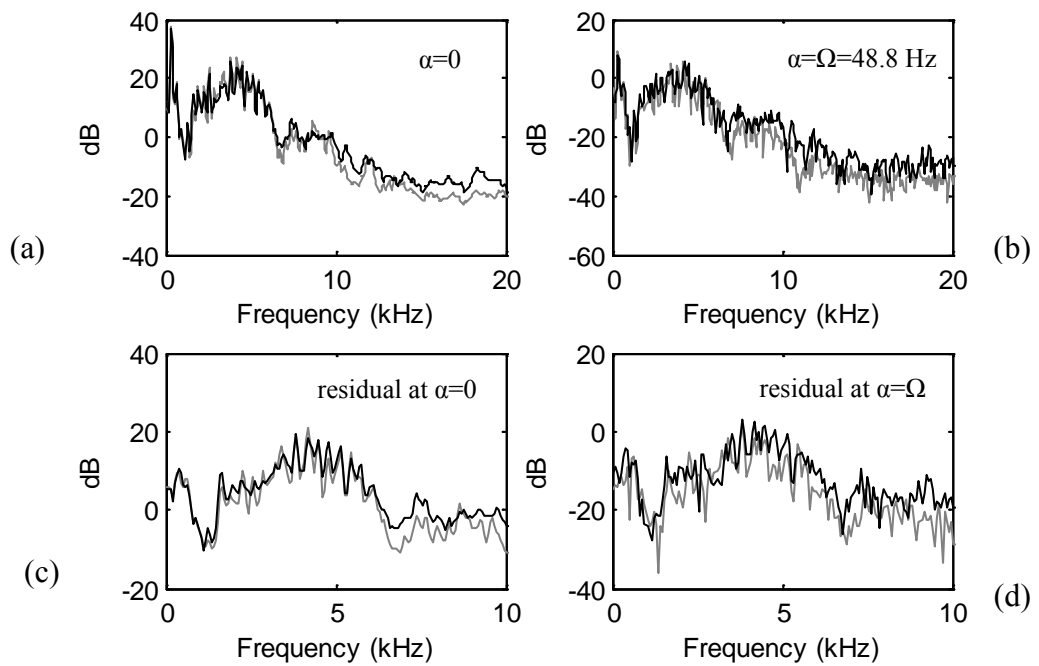 40
20
0
-20
-40
dB
α=0
0
10
20
Frequency (kHz)
(a)
20
0
-20
-40
-60
dB
α=Ω=48.8 Hz
0
10
20
Frequency (kHz)
(b)
40
20
0
-20
dB
residual at α=0
0
5
10
Frequency (kHz)
(c)
20
0
-20
-40
dB
residual at α=Ω
0
5
10
Frequency (kHz)
(d)